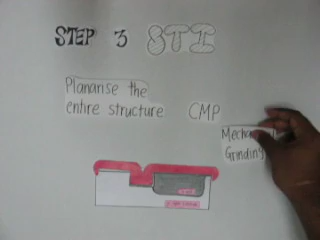 STEP 3 STI
Planarise the
entire structure CMP
Grinding